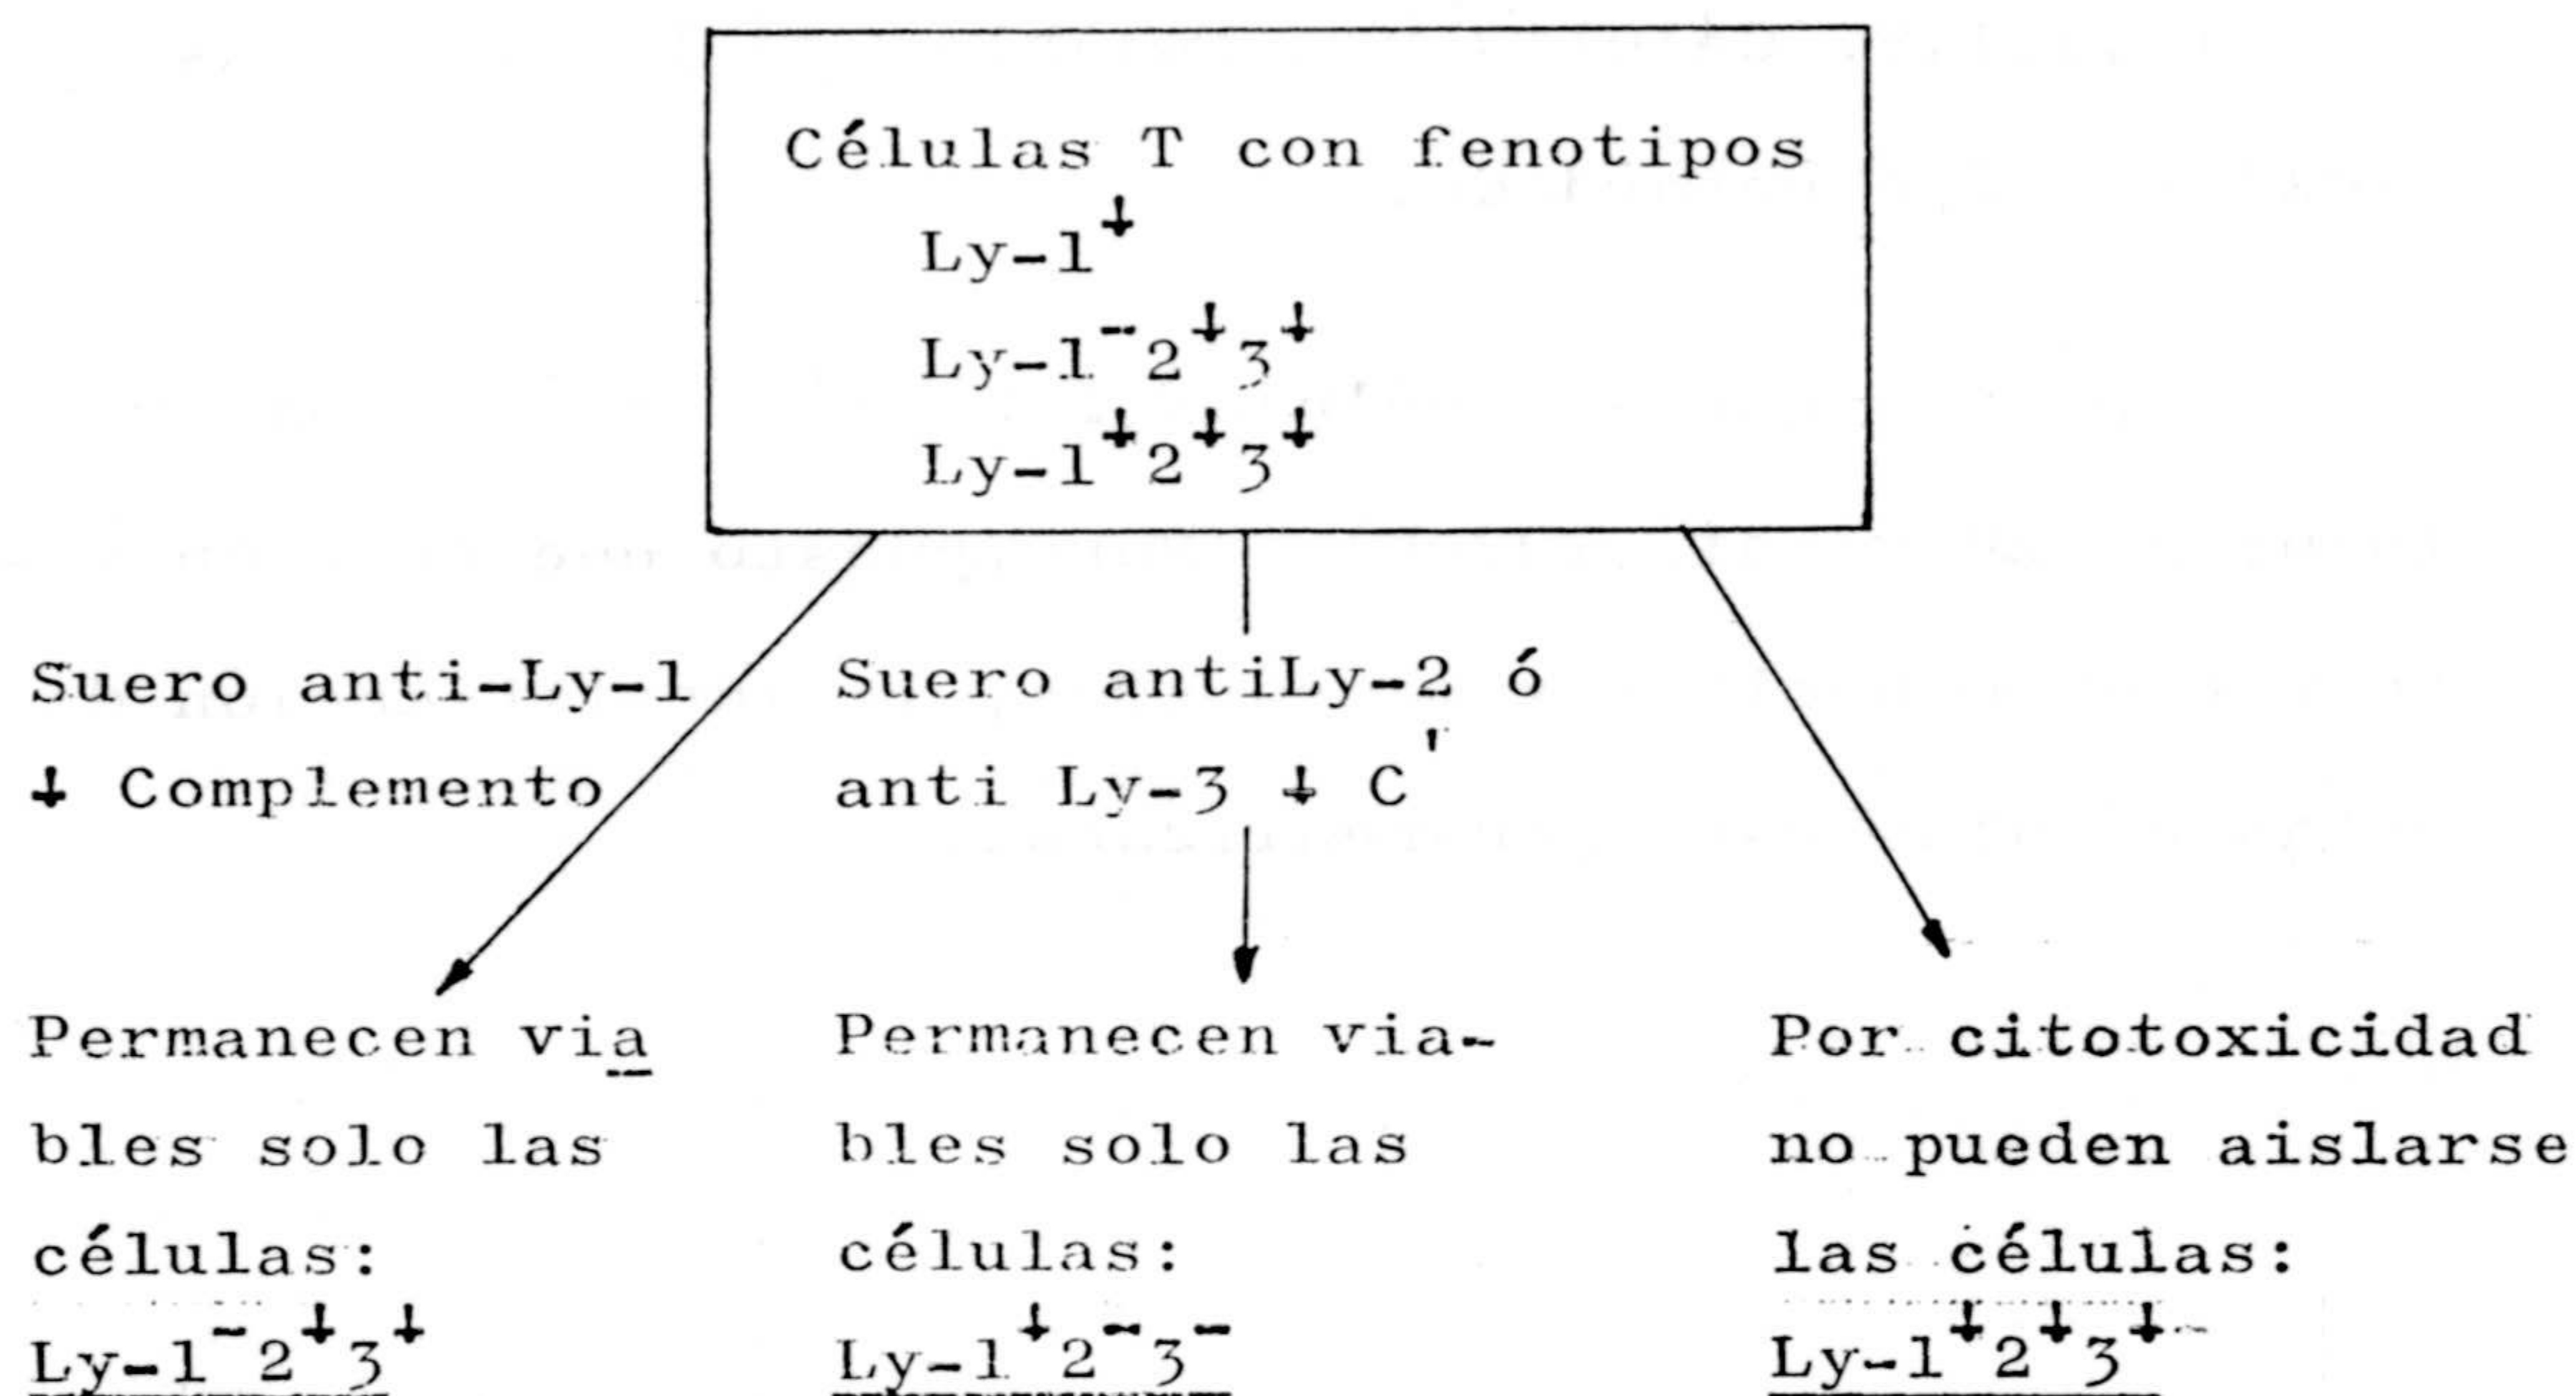 Células T con fenotipos
Ly-1⁺
Ly-1⁻2⁺3⁺
Ly-1⁺2⁺3⁺
Suero anti-Ly-1
+ Complemento
Suero antiLy-2 ó
anti Ly-3 + C'
Permanecen via
bles solo las
células:
Ly-1⁻2⁺3⁺
Permanecen via-
bles solo las
células:
Ly-1⁺2⁻3⁻
Por citotoxicidad
no pueden aislarse
las células:
Ly-1⁺2⁺3⁺